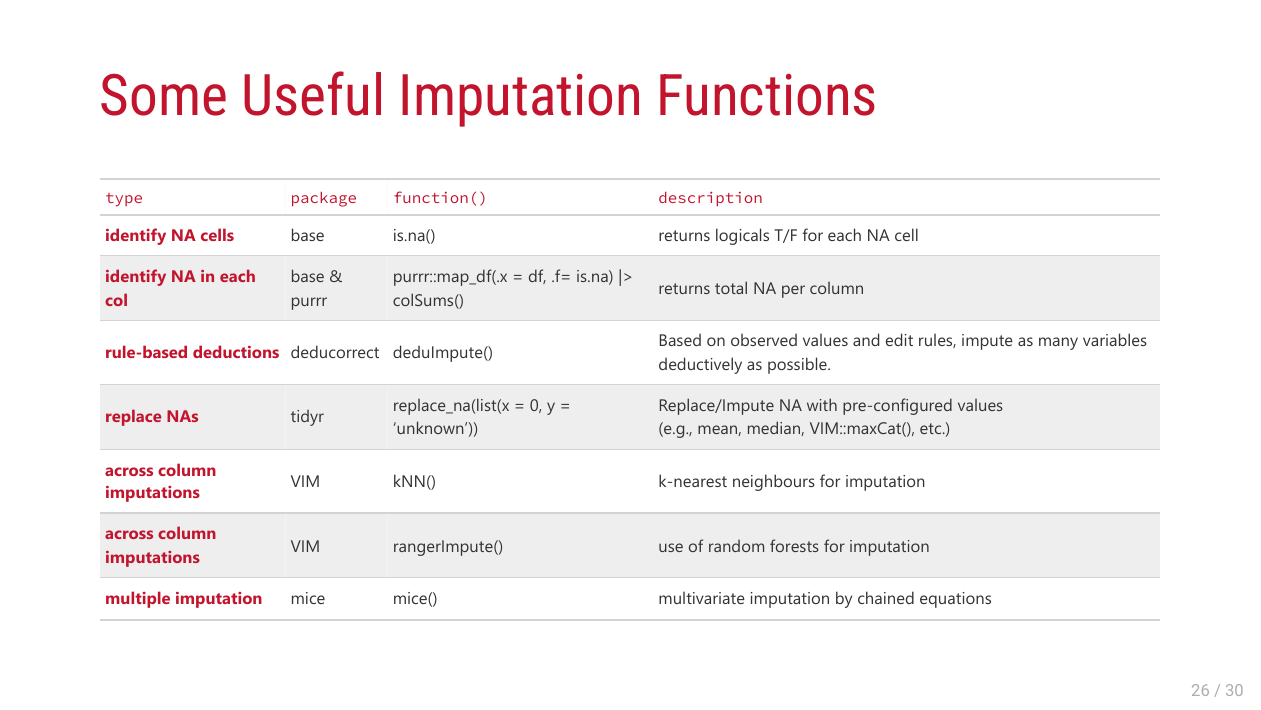 Some Useful Imputation Functions
type package function() description
identify NA cells base is.na() returns logicals T/F for each NA cell
identify NA in each col base & purrr purrr::map_df(.x = df, .f= is.na) |> colSums() returns total NA per column
rule-based deductions deducorrect deduImpute() Based on observed values and edit rules, impute as many variables deductively as possible.
replace NAs tidyr replace_na(list(x = 0, y = ‘unknown’)) Replace/Impute NA with pre-configured values (e.g., mean, median, VIM::maxCat(), etc.)
across column imputations VIM kNN() k-nearest neighbours for imputation
across column imputations VIM rangerImpute() use of random forests for imputation
multiple imputation mice mice() multivariate imputation by chained equations
26 / 30